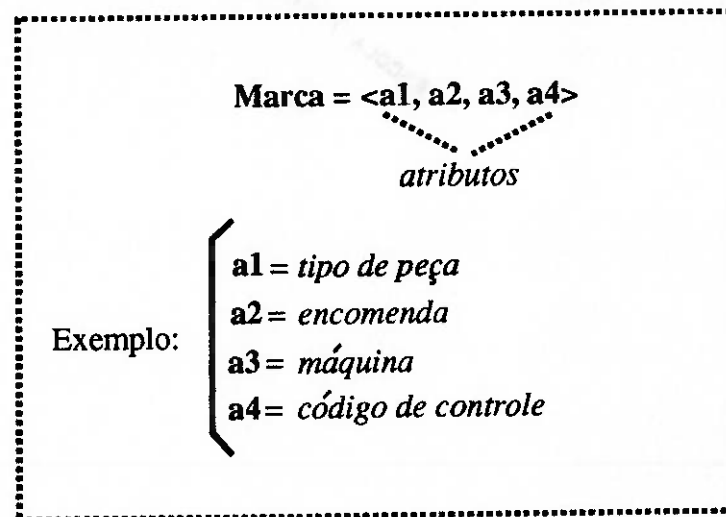 Marca = <a1, a2, a3, a4>
atributos
Exemplo:
a1= tipo de peça
a2= encomenda
a3= máquina
a4= código de controle